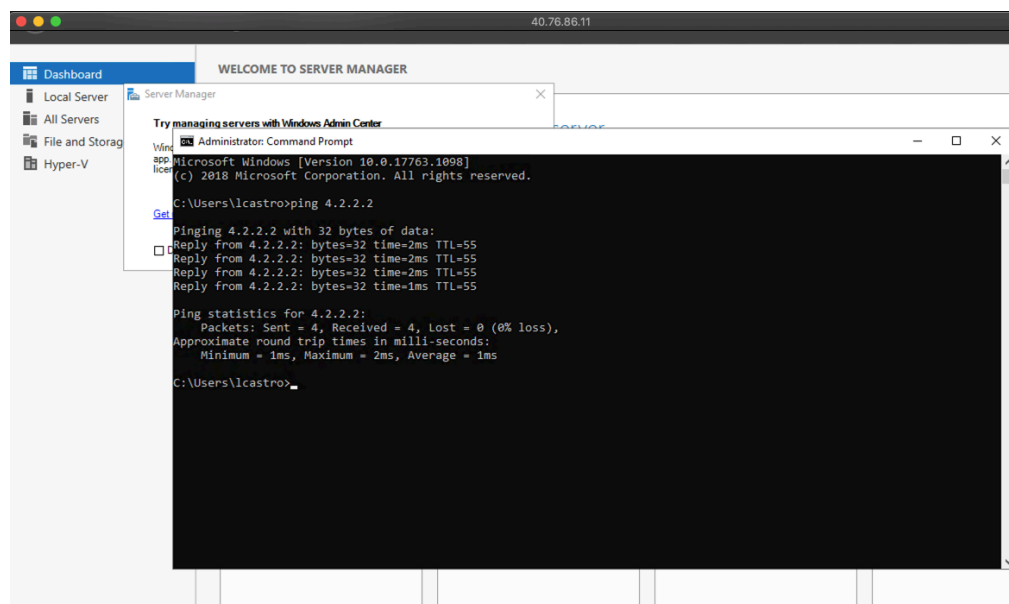 40.76.86.11
Dashboard
Local Server
All Servers
File and Storag
Hyper-V
WELCOME TO SERVER MANAGER
Server Manager
Try managing servers with Windows Admin Center
app.
Get
Administrator: Command Prompt
Microsoft Windows [Version 10.0.17763.1098]
(c) 2018 Microsoft Corporation. All rights reserved.
C:\Users\lcastro>ping 4.2.2.2
Pinging 4.2.2.2 with 32 bytes of data:
Reply from 4.2.2.2: bytes=32 time=2ms TTL=55
Reply from 4.2.2.2: bytes=32 time=2ms TTL=55
Reply from 4.2.2.2: bytes=32 time=2ms TTL=55
Reply from 4.2.2.2: bytes=32 time=1ms TTL=55
Ping statistics for 4.2.2.2:
Packets: Sent = 4, Received = 4, Lost = 0 (0% loss),
Approximate round trip times in milli-seconds:
Minimum = 1ms, Maximum = 2ms, Average = 1ms
C:\Users\lcastro>